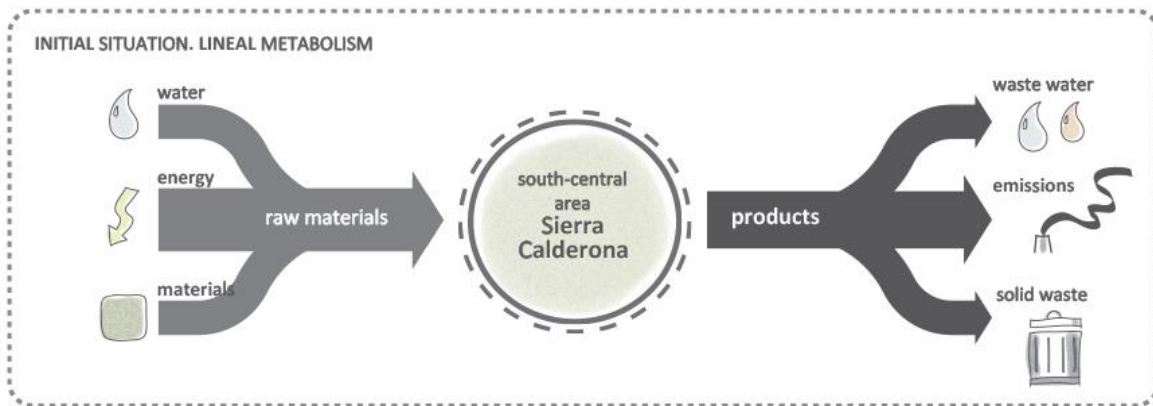 INITIAL SITUATION. LINEAL METABOLISM
water
energy
raw materials
materials
south-central
area
Sierra
Calderona
products
waste water
emissions
solid waste